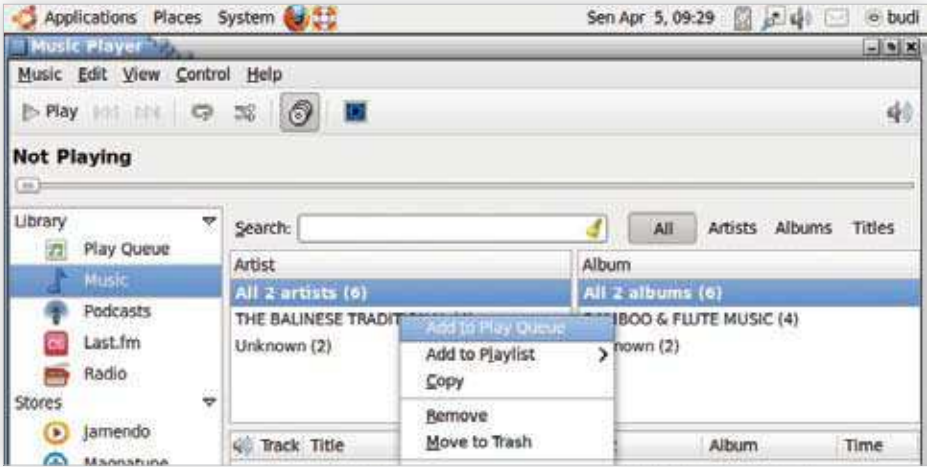 Applications Places System Sen Apr 5, 09:29 budi
Music Player
Music Edit View Control Help
Play
Not Playing
Library
Play Queue
Music
Podcasts
Last.fm
Radio
Stores
Jamendo
Magnatune
Search: All Artists Albums Titles
Artist Album
All 2 artists (6) All 2 albums (6)
THE BALINESE & FLUTE MUSIC (4)
Unknown (2) (2)
Add to Play Queue
Add to Playlist
Copy
Remove
Move to Trash
Track Title Album Time